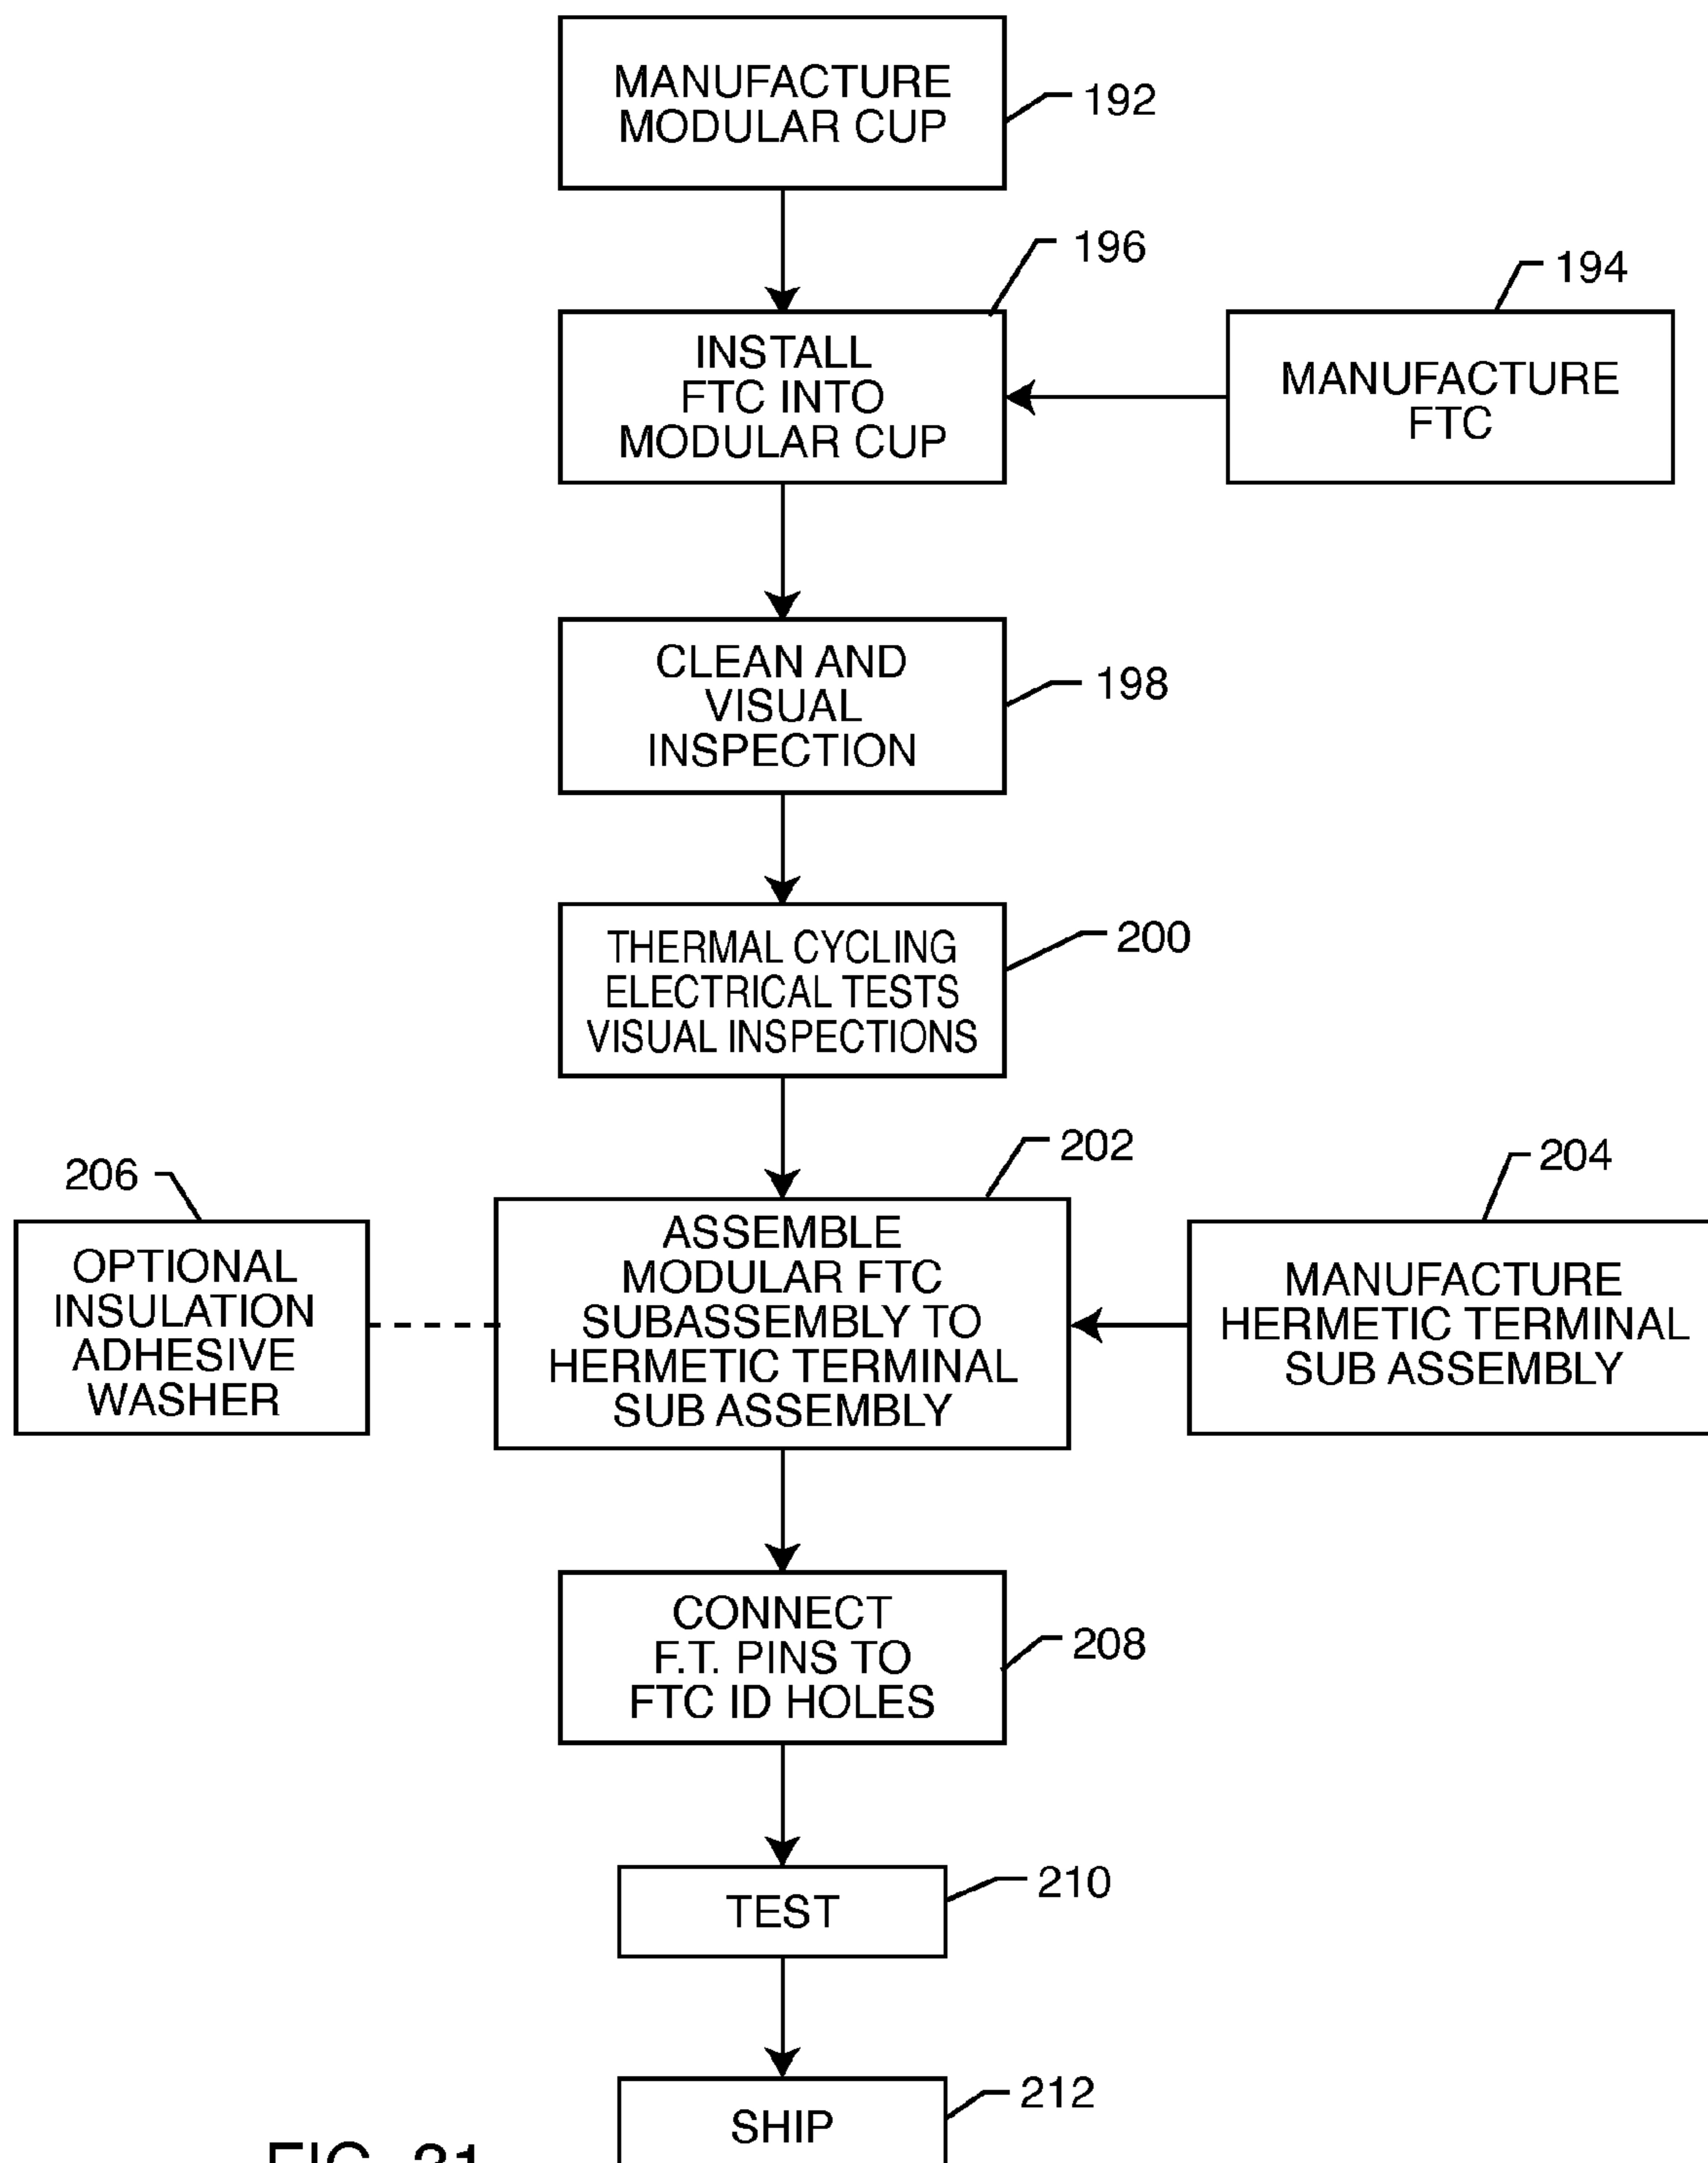 MANUFACTURE
MODULAR CUP
192
196
194
INSTALL
FTC INTO
MODULAR CUP
MANUFACTURE
FTC
CLEAN AND
VISUAL
INSPECTION
198
THERMAL CYCLING
ELECTRICAL TESTS
VISUAL INSPECTIONS
200
202
204
206
OPTIONAL
INSULATION
ADHESIVE
WASHER
ASSEMBLE
MODULAR FTC
SUBASSEMBLY TO
HERMETIC TERMINAL
SUB ASSEMBLY
MANUFACTURE
HERMETIC TERMINAL
SUB ASSEMBLY
CONNECT
F.T. PINS TO
FTC ID HOLES
208
TEST
210
SHIP
212
FIG. 31